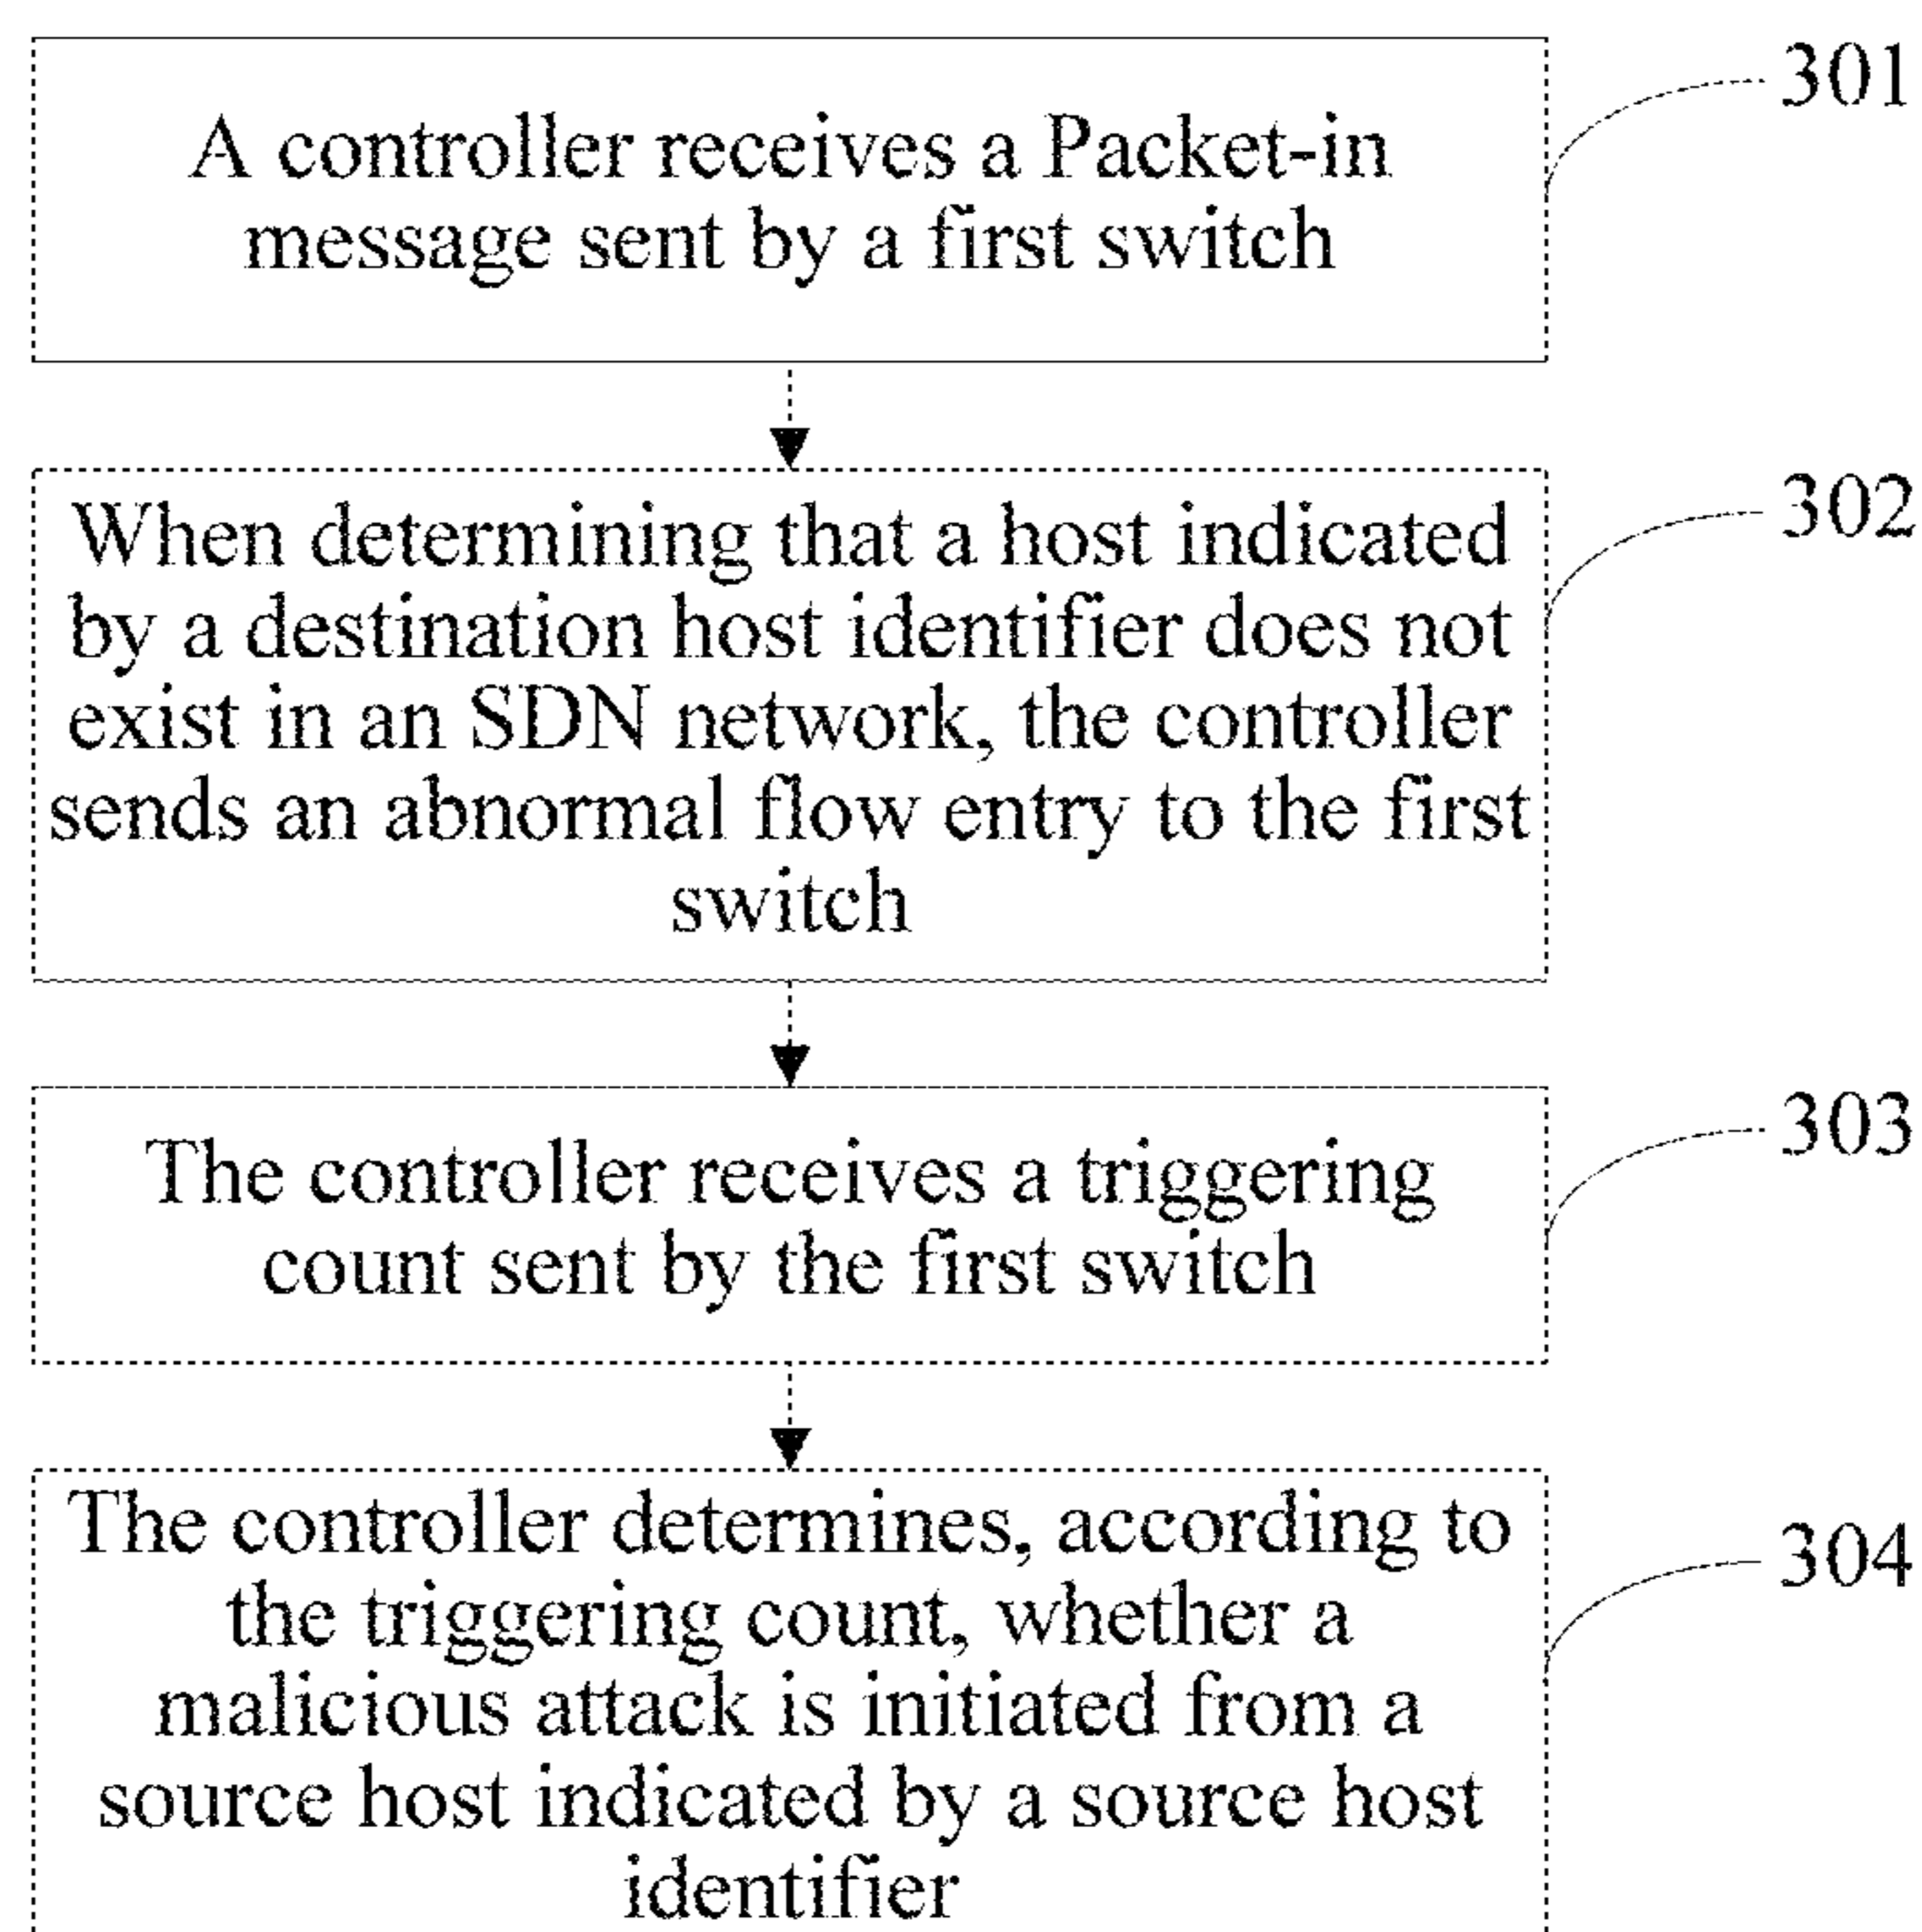 A controller receives a Packet-in
message sent by a first switch
301
When determining that a host indicated
by a destination host identifier does not
exist in an SDN network, the controller
sends an abnormal flow entry to the first
switch
302
The controller receives a triggering
count sent by the first switch
303
The controller determines, according to
the triggering count, whether a
malicious attack is initiated from a
source host indicated by a source host
identifier
304